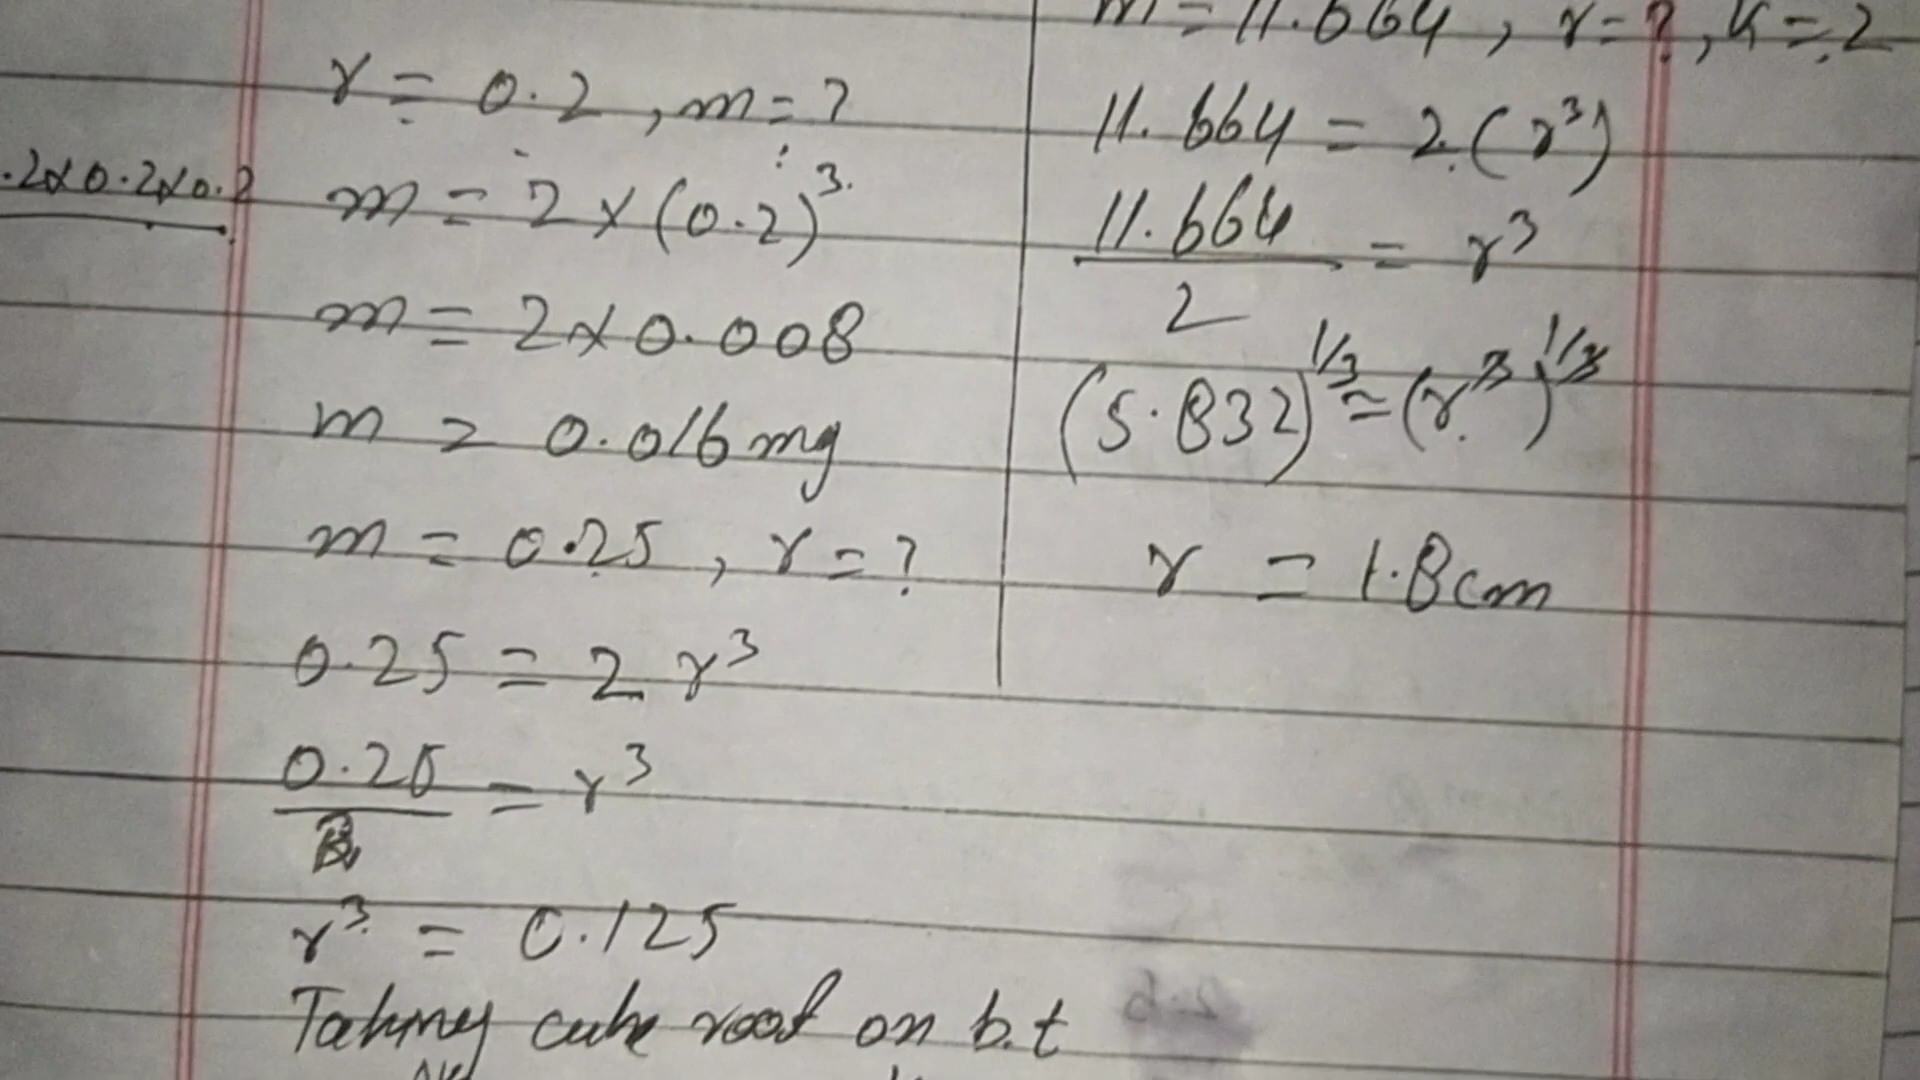 r = 0.2 , m = ?
.2×0.2×0.2
m = 2 × (0.2)³
m = 2×0.008
m = 0.016 mg
m = 0.25 , r = ?
0.25 = 2 r³
0.25 / 2 = r³
r³ = 0.125
Taking cube root on b.t
m = 11.664 , r = ? , k = 2
11.664 = 2 (r³)
11.664 / 2 = r³
(5.832)^1/3 = (r³)^1/3
r = 1.8cm